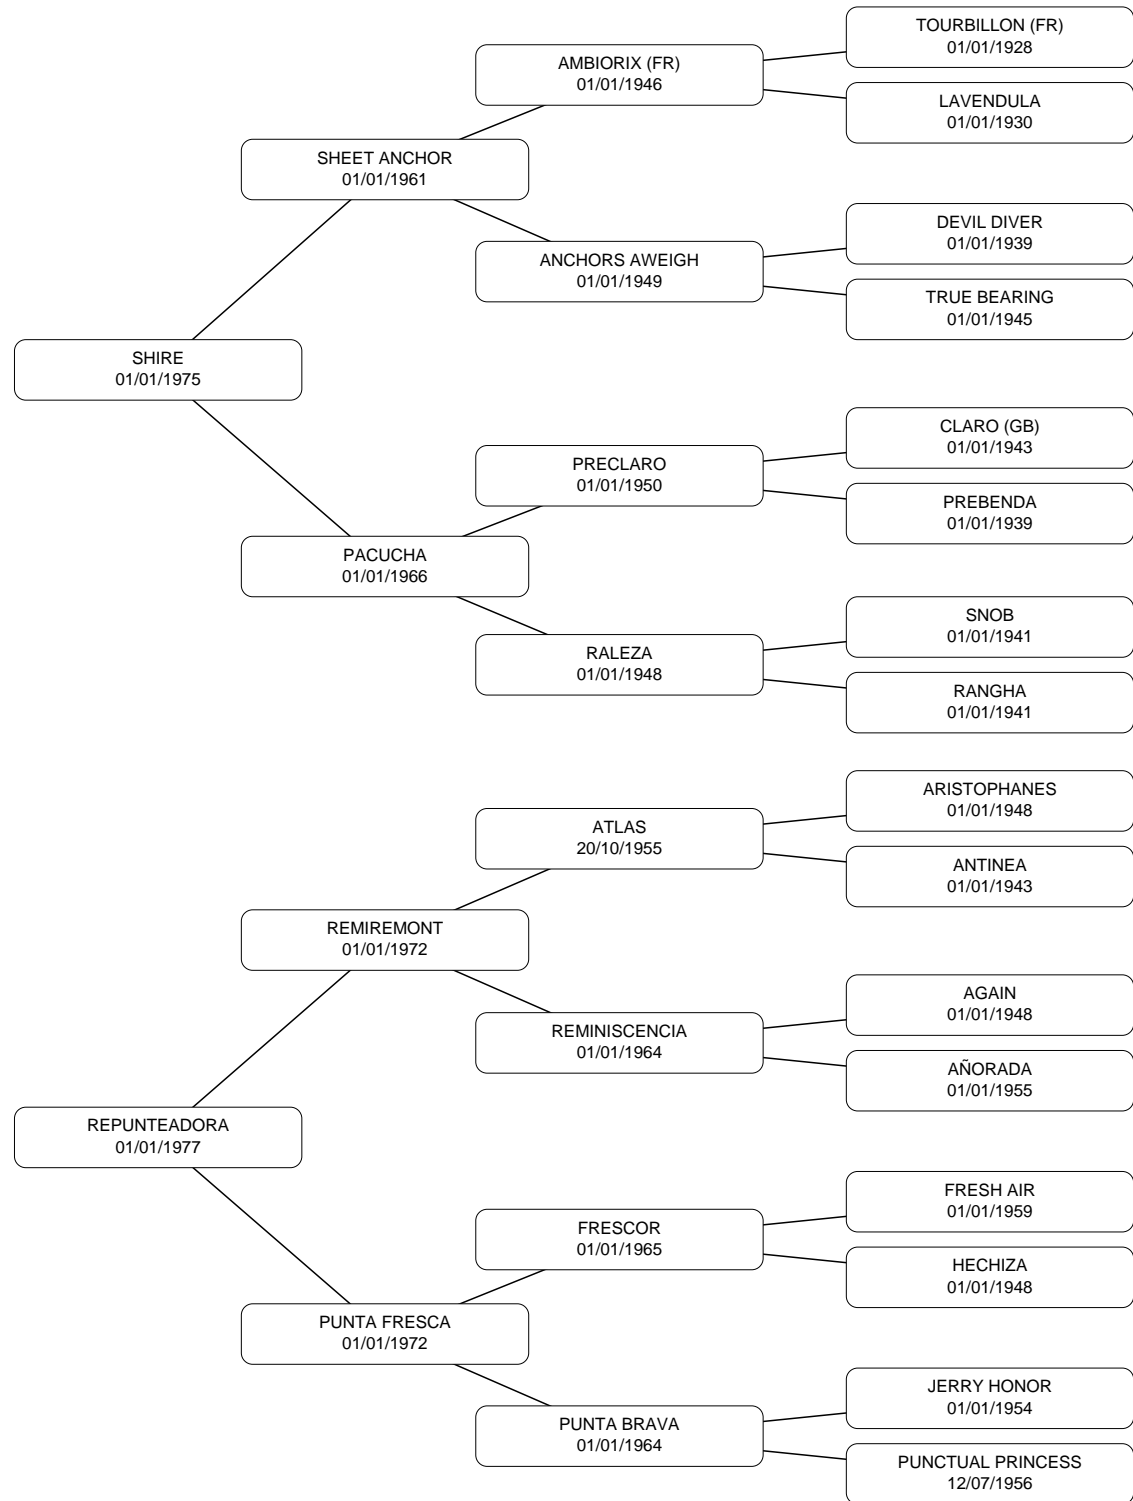 TOURBILLON (FR)
01/01/1928
AMBIORIX (FR)
01/01/1946
LAVENDULA
01/01/1930
SHEET ANCHOR
01/01/1961
DEVIL DIVER
01/01/1939
ANCHORS AWEIGH
01/01/1949
TRUE BEARING
01/01/1945
SHIRE
01/01/1975
CLARO (GB)
01/01/1943
PRECLARO
01/01/1950
PREBENDA
01/01/1939
PACUCHA
01/01/1966
SNOB
01/01/1941
RALEZA
01/01/1948
RANGHA
01/01/1941
ARISTOPHANES
01/01/1948
ATLAS
20/10/1955
ANTINEA
01/01/1943
REMIREMONT
01/01/1972
AGAIN
01/01/1948
REMINISCENCIA
01/01/1964
AÑORADA
01/01/1955
REPUNTEADORA
01/01/1977
FRESH AIR
01/01/1959
FRESCOR
01/01/1965
HECHIZA
01/01/1948
PUNTA FRESCA
01/01/1972
JERRY HONOR
01/01/1954
PUNTA BRAVA
01/01/1964
PUNCTUAL PRINCESS
12/07/1956